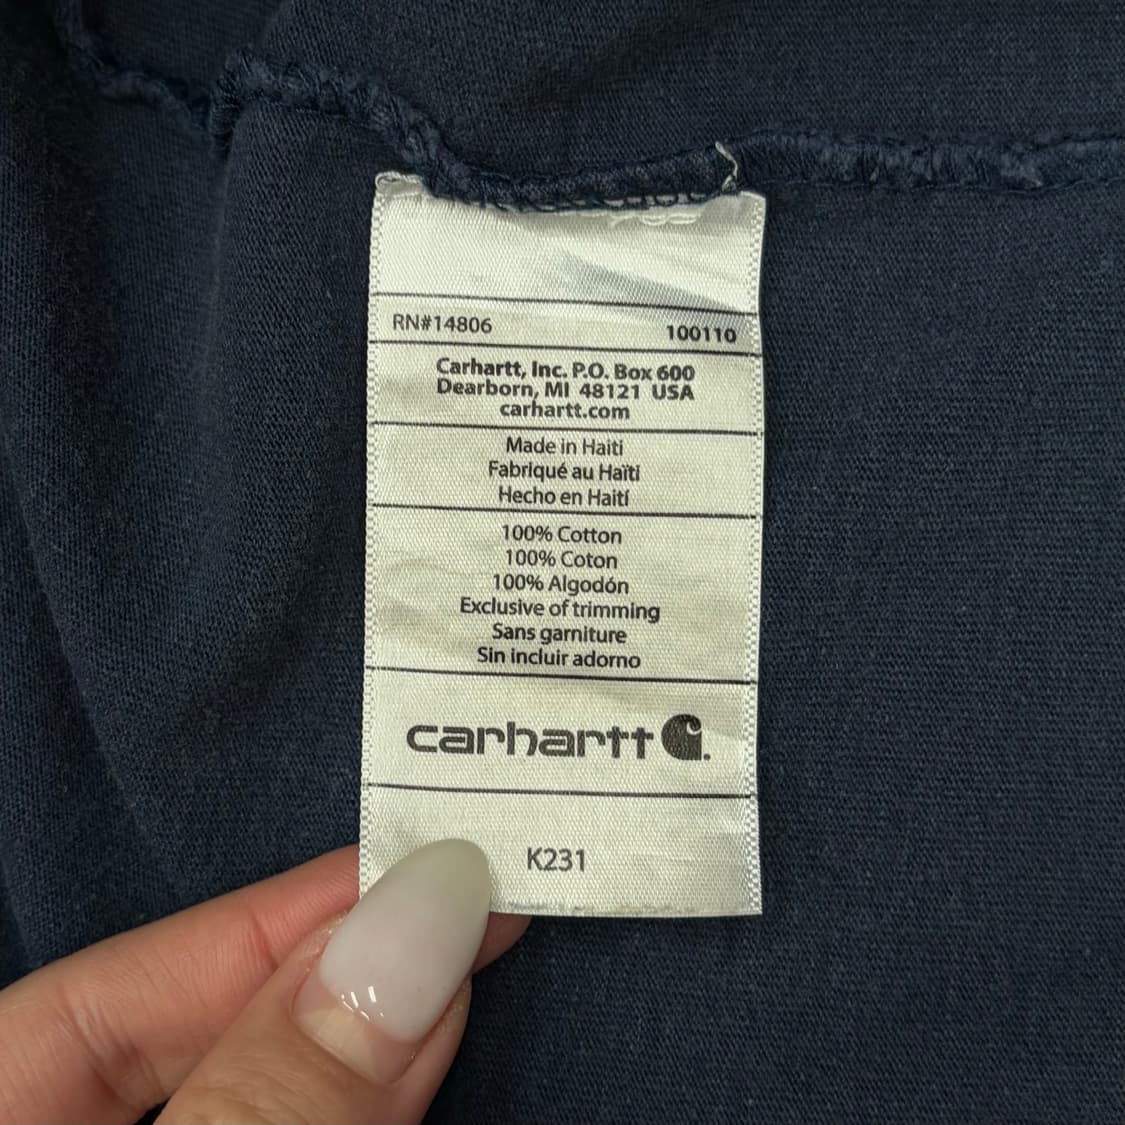 RN#14806 100110
Carhartt, Inc. P.O. Box 600
Dearborn, MI 48121 USA
carhartt.com
Made in Haiti
Fabriqué au Haïti
Hecho en Haití
100% Cotton
100% Coton
100% Algodón
Exclusive of trimming
Sans garniture
Sin incluir adorno
carhartt
K231